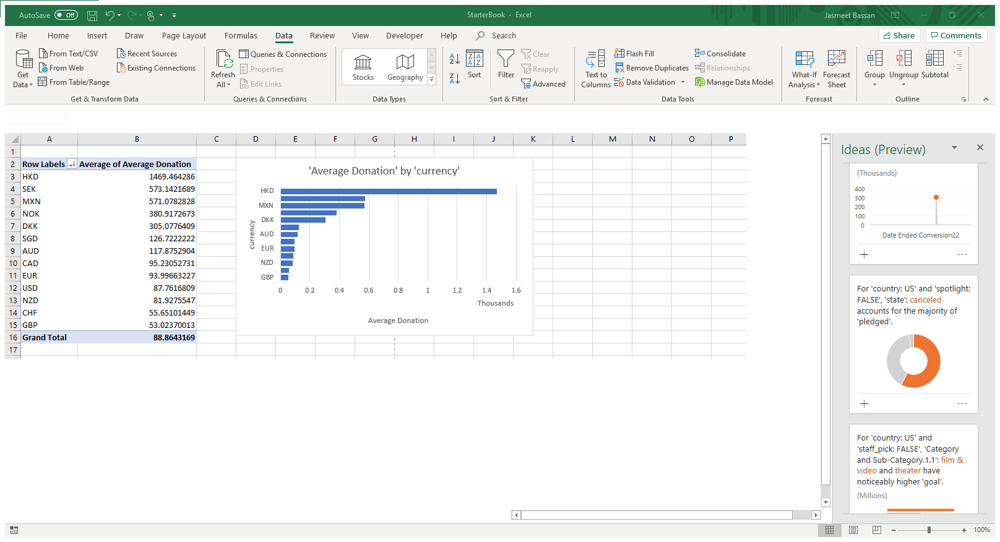 AutoSave Off StarterBook - Excel Jasmeet Bassan
File Home Insert Draw Page Layout Formulas Data Review View Developer Help Search Share Comments
Get Data
From Text/CSV
From Web
From Table/Range
Recent Sources
Existing Connections
Get & Transform Data
Refresh All
Queries & Connections
Properties
Edit Links
Queries & Connections
Stocks Geography
Data Types
Sort
Filter
Clear
Reapply
Advanced
Sort & Filter
Text to Columns
Flash Fill
Remove Duplicates
Data Validation
Consolidate
Relationships
Manage Data Model
Data Tools
What-If Analysis
Forecast Sheet
Forecast
Group Ungroup Subtotal
Outline
A B C D E F G H I J K L M N O P
1
2 Row Labels Average of Average Donation
3 HKD 1469.464286
4 SEK 573.1421689
5 MXN 571.0782828
6 NOK 380.9172673
7 DKK 305.0776409
8 SGD 126.7222222
9 AUD 117.8752904
10 CAD 95.23052731
11 EUR 93.99663227
12 USD 87.7616809
13 NZD 81.9275547
14 CHF 55.65101449
15 GBP 53.02370013
16 Grand Total 88.8643169
17
'Average Donation' by 'currency'
currency
HKD
MXN
DKK
AUD
EUR
NZD
GBP
0 0.2 0.4 0.6 0.8 1 1.2 1.4 1.6
Thousands
Average Donation
Ideas (Preview)
(Thousands)
400
300
200
100
0
Date Ended Conversion22
For 'country: US' and 'spotlight:
FALSE', 'state': canceled
accounts for the majority of
'pledged'.
For 'country: US' and
'staff_pick: FALSE', 'Category
and Sub-Category.1.1': film &
video and theater have
noticeably higher 'goal'.
(Millions)
100%